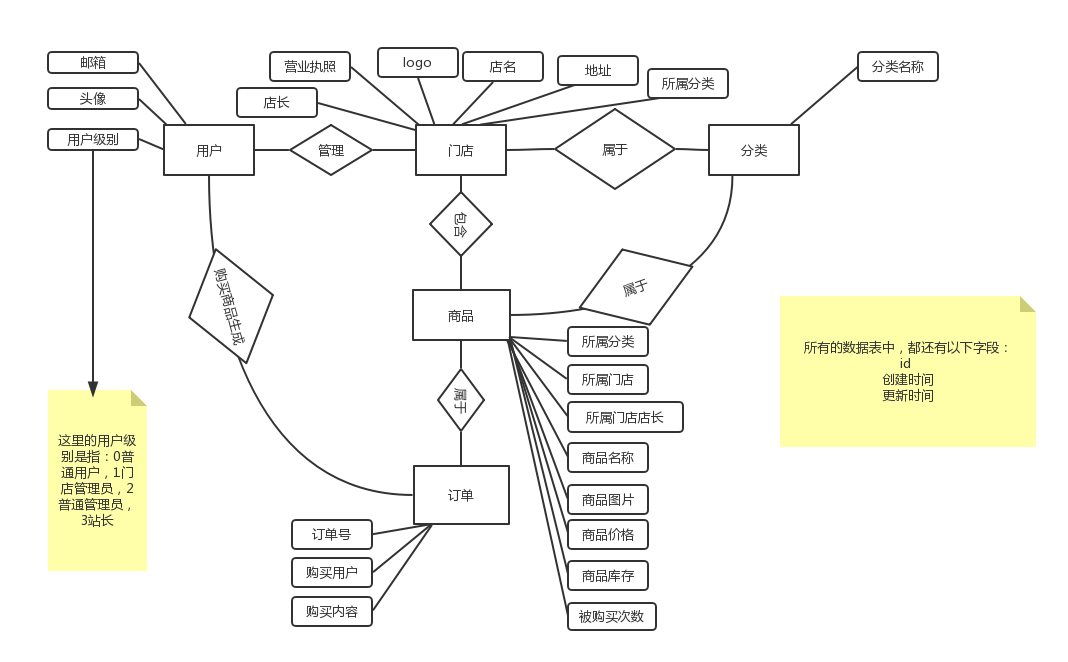 邮箱
头像
用户级别
营业执照
logo
店名
地址
所属分类
店长
分类名称
用户
管理
门店
属于
分类
包含
购买商品生成
属于
商品
所属分类
所属门店
所属门店店长
商品名称
商品图片
商品价格
商品库存
被购买次数
属于
订单
订单号
购买用户
购买内容
这里的用户级
别是指：0普
通用户，1门
店管理员，2
普通管理员，
3站长
所有的数据表中，都还有以下字段：
id
创建时间
更新时间